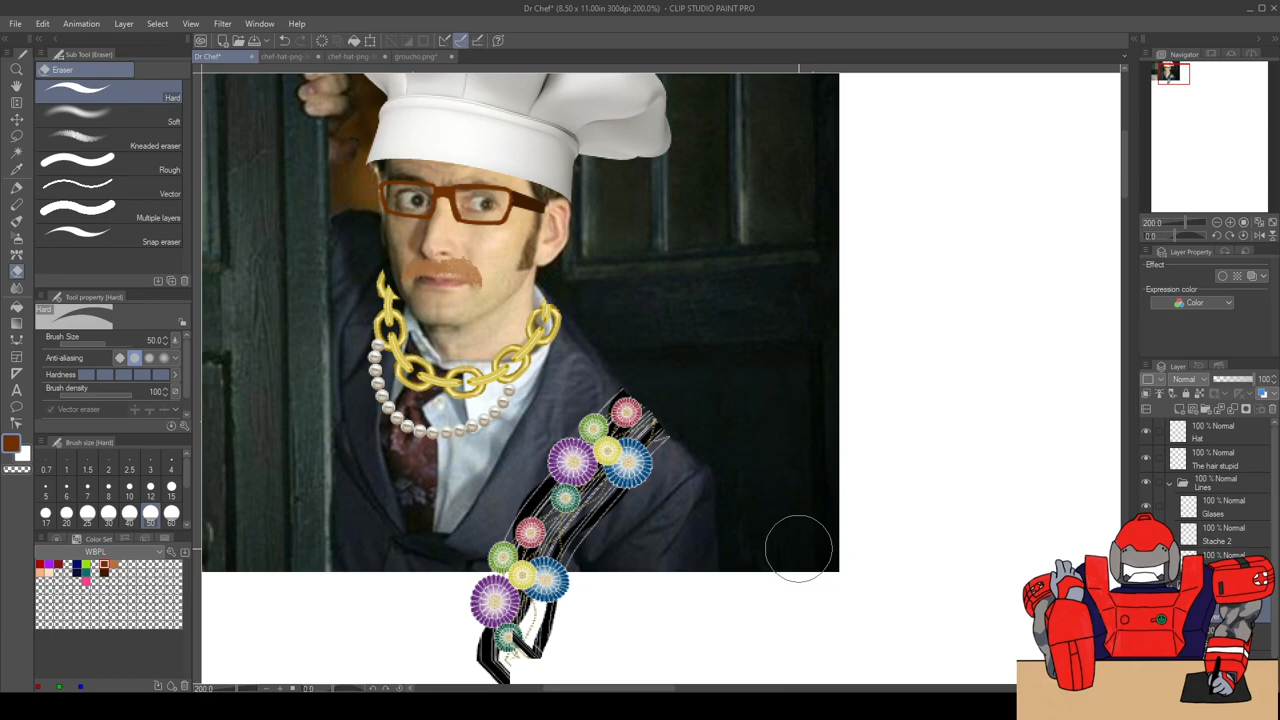 Dr Chef* (8.50 x 11.00in 300dpi 200.0%) - CLIP STUDIO PAINT PRO
File Edit Animation Layer Select View Filter Window Help
Dr Chef* chef-hat-png chef-hat-png groucho.png*
Sub Tool [Eraser]
Eraser
Hard
Soft
Kneaded eraser
Rough
Vector
Multiple layers
Snap eraser
Tool property [Hard]
Hard
Brush Size 50.0
Anti-aliasing
Hardness
Brush density 100
Vector eraser
Brush size [Hard]
0.7 1 1.5 2 2.5 3 4
5 6 7 8 10 12 15
17 20 25 30 40 50 60
Color Set
WBPL
200.0 0.0
Navigator
200.0
0.0
Layer Property
Effect
Expression color
Color
Layer
Normal 100
100 % Normal
Hat
100 % Normal
The hair stupid
100 % Normal
Lines
100 % Normal
Glases
100 % Normal
Stache 2
100 % Normal